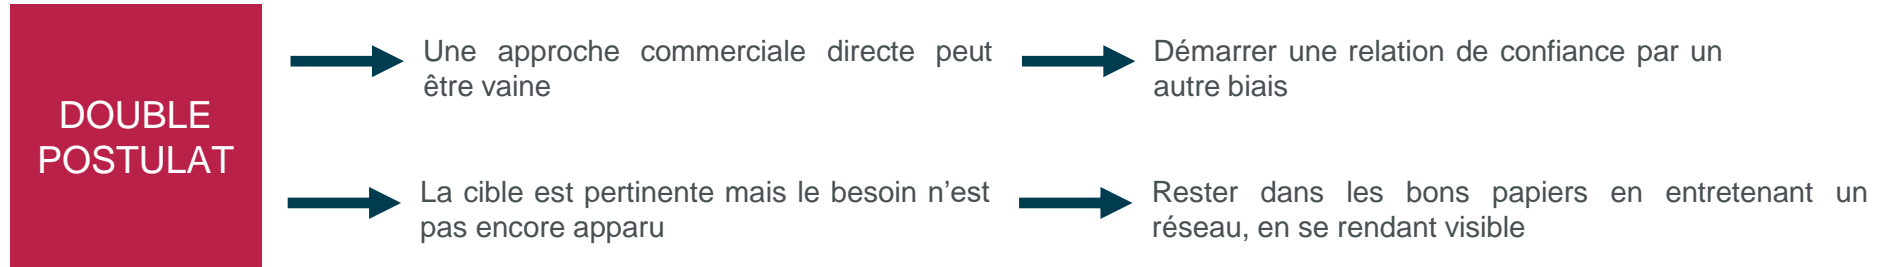 DOUBLE
POSTULAT
Une approche commerciale directe peut
être vaine
Démarrer une relation de confiance par un
autre biais
La cible est pertinente mais le besoin n’est
pas encore apparu
Rester dans les bons papiers en entretenant un
réseau, en se rendant visible